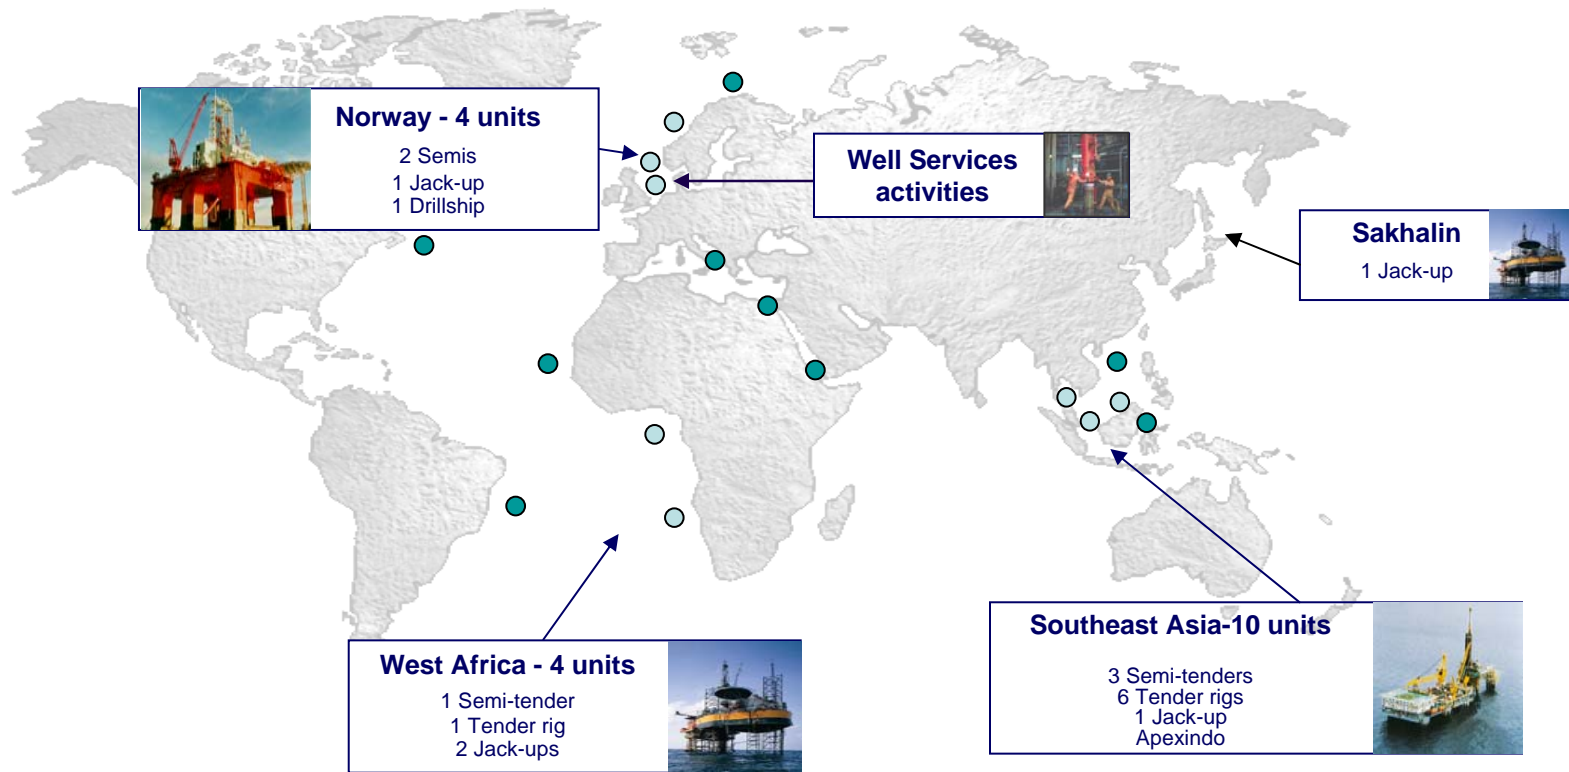 Norway - 4 units
2 Semis
1 Jack-up
1 Drillship
Well Services
activities
Sakhalin
1 Jack-up
West Africa - 4 units
1 Semi-tender
1 Tender rig
2 Jack-ups
Southeast Asia-10 units
3 Semi-tenders
6 Tender rigs
1 Jack-up
Apexindo